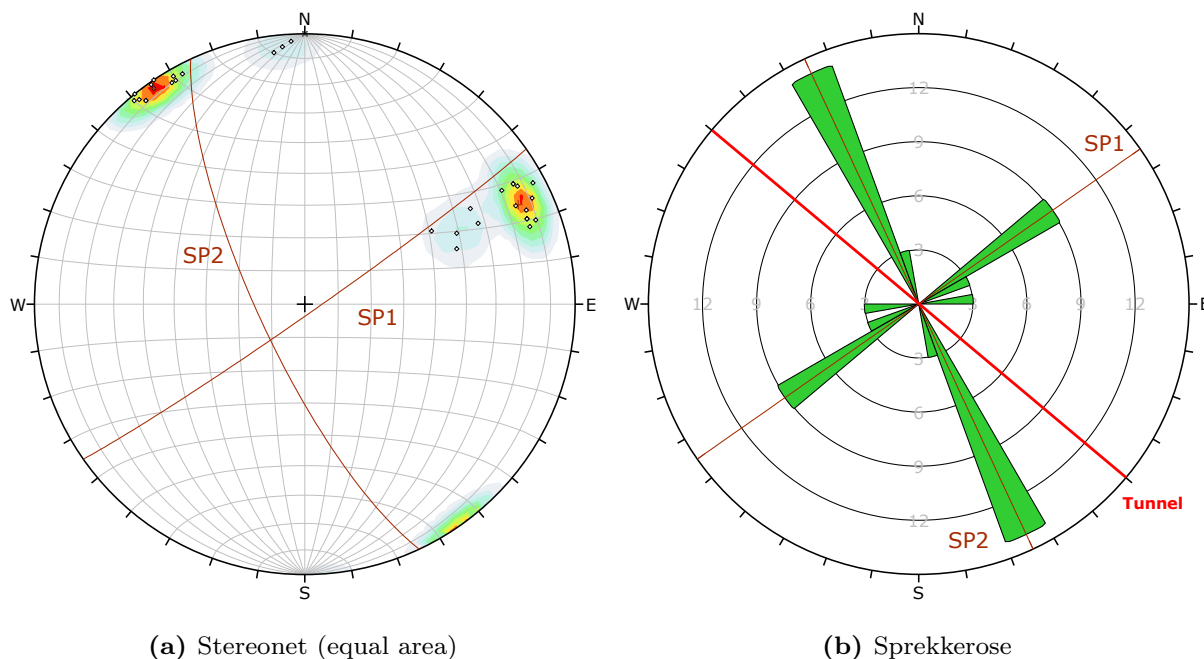 N
N
SP1
SP2
W
E
SP1
S
12
9
6
3
W
12
9
6
3
3
6
9
12
E
3
6
9
12
SP2
Tunnel
S
(a) Stereonet (equal area)
(b) Sprekkerose